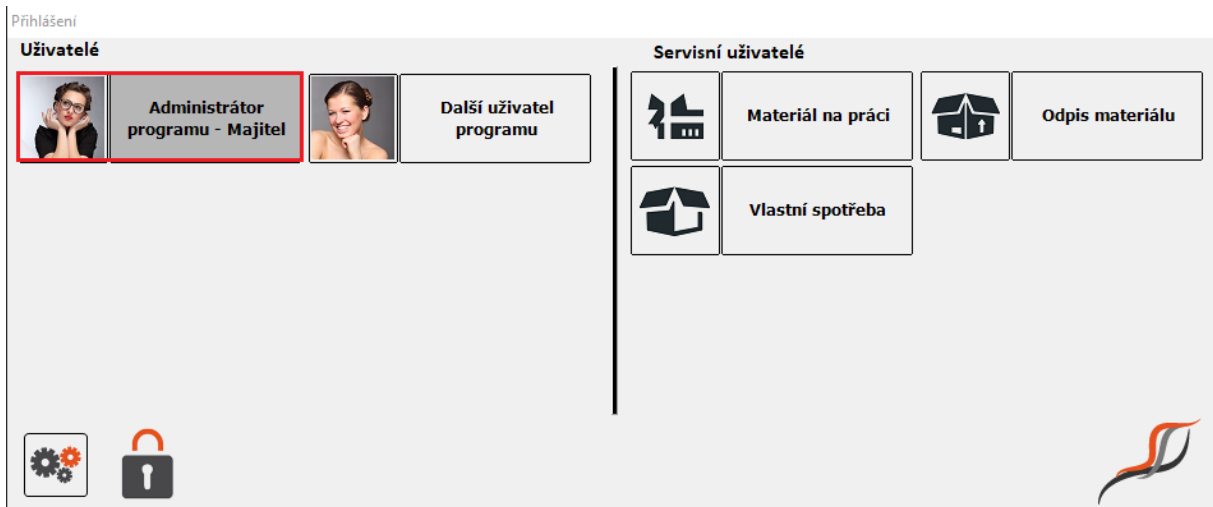 Přihlášení
Uživatelé
Administrátor
programu - Majitel
Další uživatel
programu
Servisní uživatelé
Materiál na práci
Odpis materiálu
Vlastní spotřeba